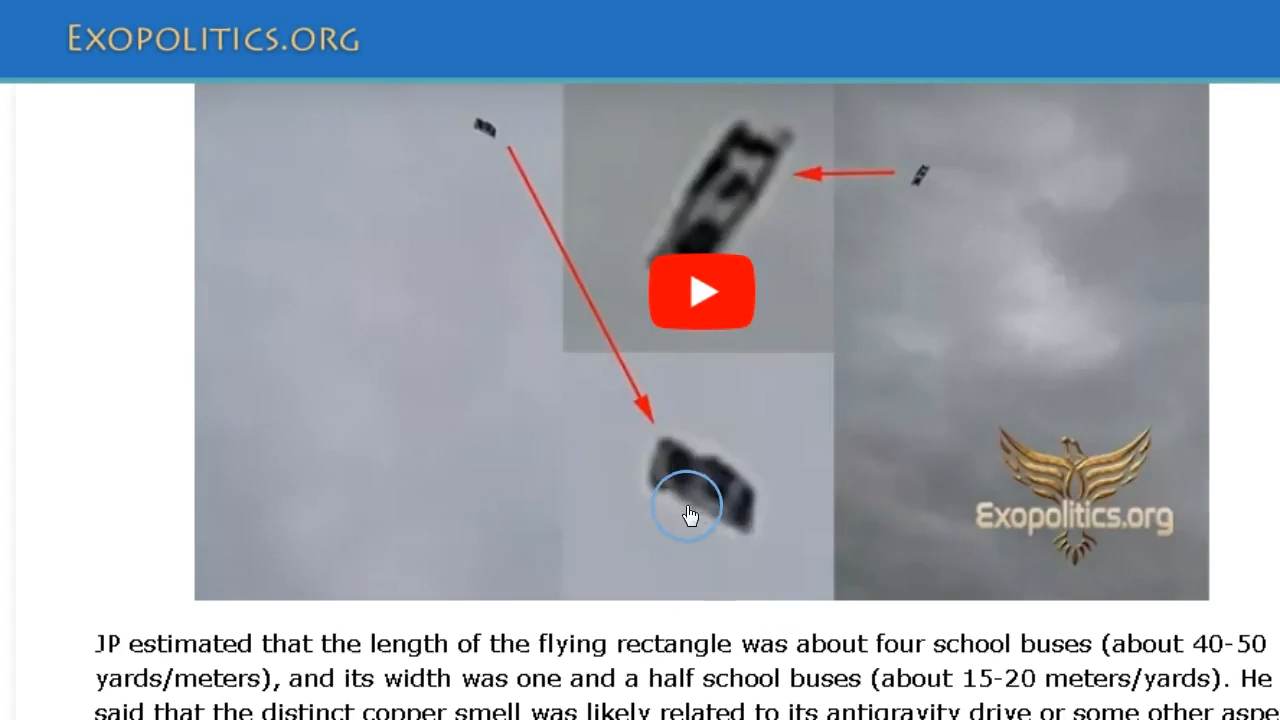 EXOPOLITICS.ORG
Exopolitics.org
JP estimated that the length of the flying rectangle was about four school buses (about 40-50
yards/meters), and its width was one and a half school buses (about 15-20 meters/yards). He
said that the distinct copper smell was likely related to its antigravity drive or some other